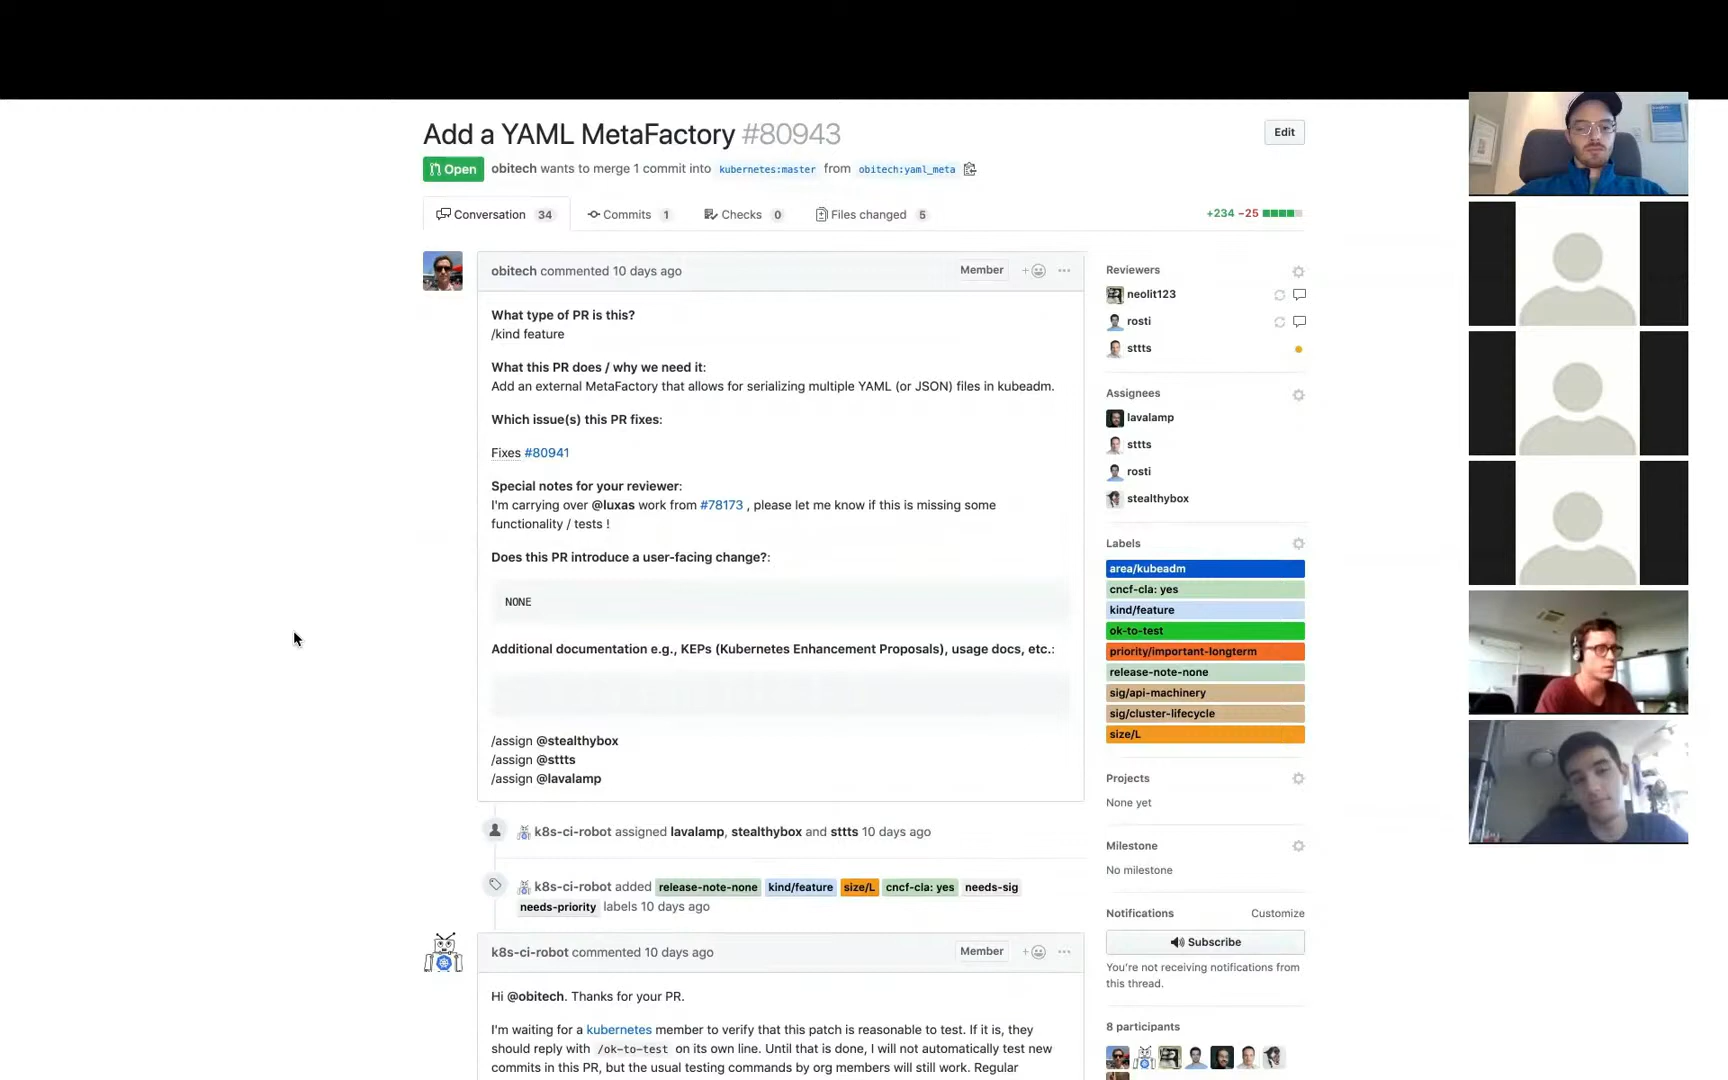 Add a YAML MetaFactory #80943
Edit
Open
obitech wants to merge 1 commit into kubernetes:master from obitech:yaml_meta
Conversation 34
Commits 1
Checks 0
Files changed 5
+234 −25
obitech commented 10 days ago
Member
What type of PR is this?
/kind feature
What this PR does / why we need it:
Add an external MetaFactory that allows for serializing multiple YAML (or JSON) files in kubeadm.
Which issue(s) this PR fixes:
Fixes #80941
Special notes for your reviewer:
I'm carrying over @luxas work from #78173 , please let me know if this is missing some
functionality / tests !
Does this PR introduce a user-facing change?:
NONE
Additional documentation e.g., KEPs (Kubernetes Enhancement Proposals), usage docs, etc.:
/assign @stealthybox
/assign @sttts
/assign @lavalamp
k8s-ci-robot assigned lavalamp, stealthybox and sttts 10 days ago
k8s-ci-robot added release-note-none kind/feature size/L cncf-cla: yes needs-sig
needs-priority labels 10 days ago
k8s-ci-robot commented 10 days ago
Member
Hi @obitech. Thanks for your PR.
I'm waiting for a kubernetes member to verify that this patch is reasonable to test. If it is, they
should reply with /ok-to-test on its own line. Until that is done, I will not automatically test new
commits in this PR, but the usual testing commands by org members will still work. Regular
Reviewers
neolit123
rosti
sttts
Assignees
lavalamp
sttts
rosti
stealthybox
Labels
area/kubeadm
cncf-cla: yes
kind/feature
ok-to-test
priority/important-longterm
release-note-none
sig/api-machinery
sig/cluster-lifecycle
size/L
Projects
None yet
Milestone
No milestone
Notifications
Customize
Subscribe
You're not receiving notifications from
this thread.
8 participants